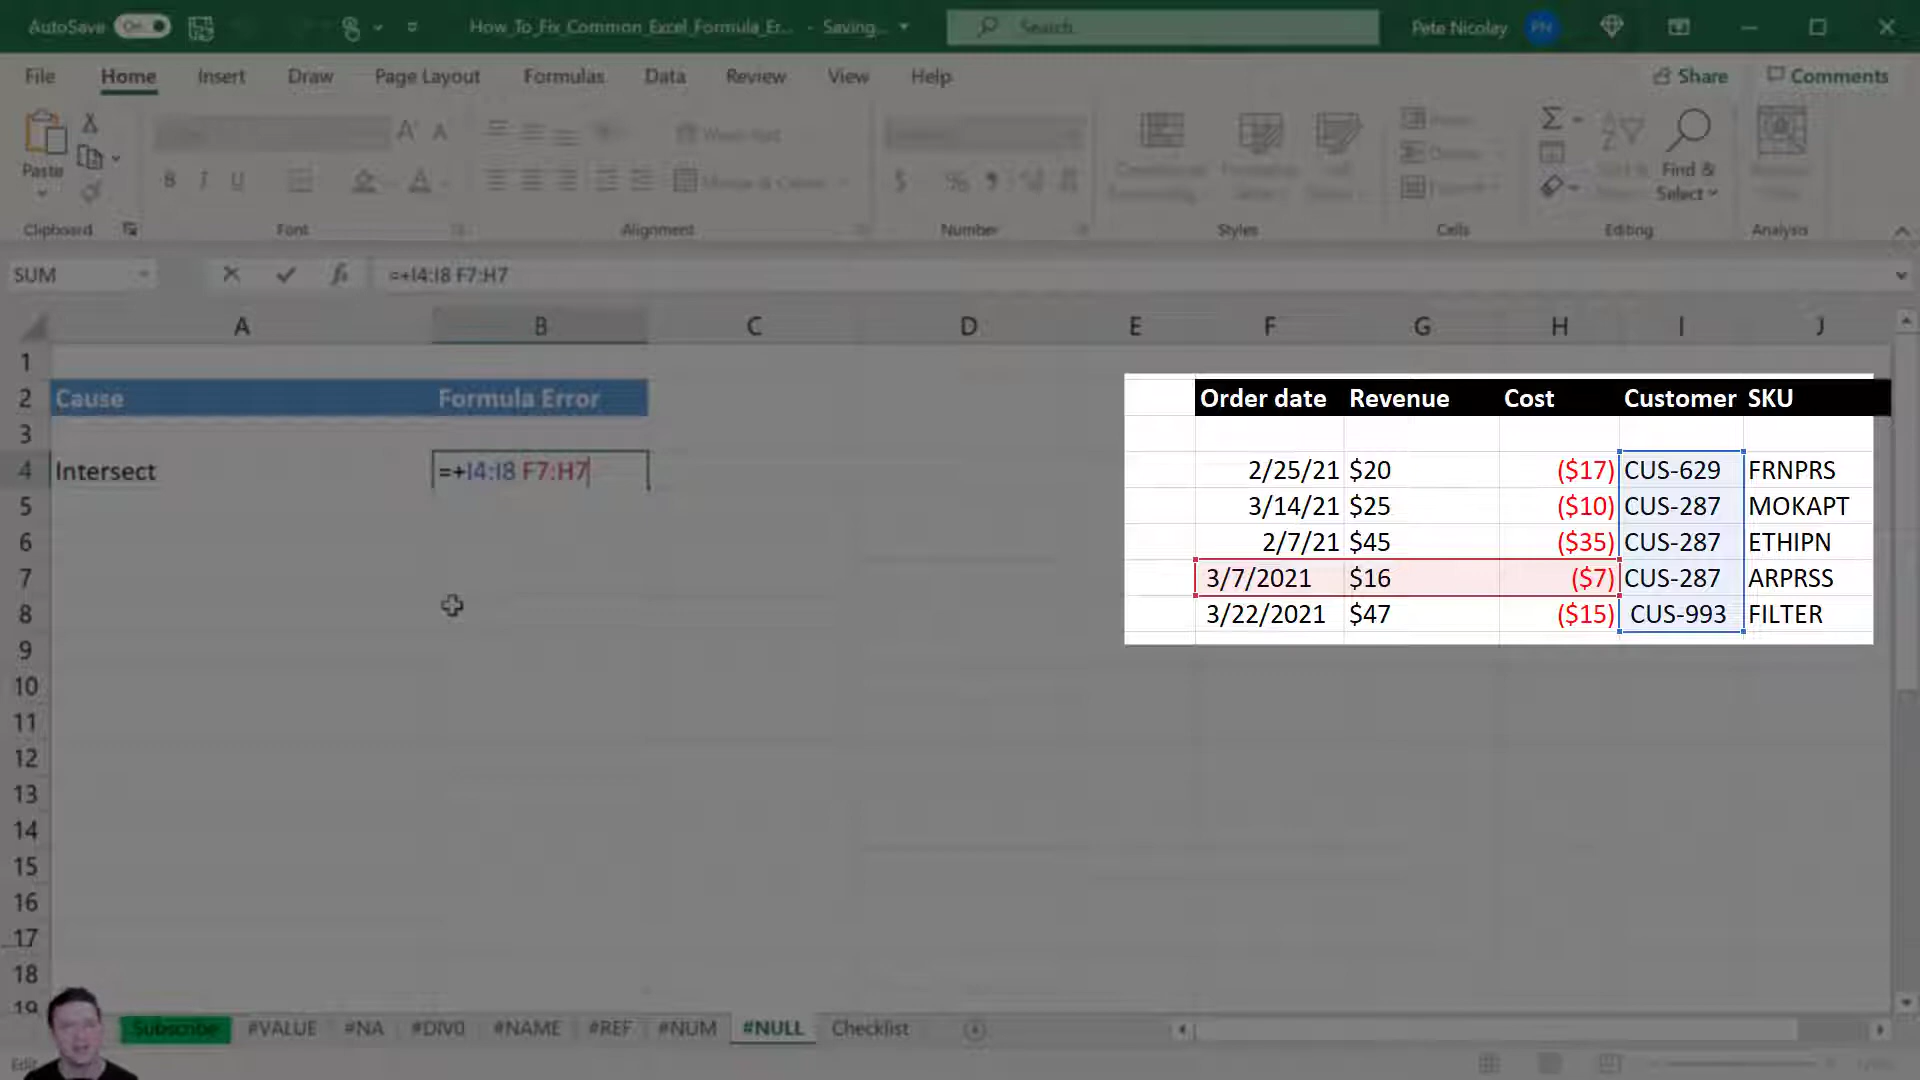 AutoSave On How_To_Fix_Common_Excel_Formula_Er... - Saving... Search Pete Nicolay PN
File Home Insert Draw Page Layout Formulas Data Review View Help Share Comments
Paste
Find & Select
Clipboard Font Alignment Number Styles Cells Editing Analysis
SUM fx =+I4:I8 F7:H7
A B C D E F G H I J
1
2 Cause Formula Error Order date Revenue Cost Customer SKU
3
4 Intersect =+I4:I8 F7:H7 2/25/21 $20 ($17) CUS-629 FRNPRS
5 3/14/21 $25 ($10) CUS-287 MOKAPT
6 2/7/21 $45 ($35) CUS-287 ETHIPN
7 3/7/2021 $16 ($7) CUS-287 ARPRSS
8 3/22/2021 $47 ($15) CUS-993 FILTER
9
10
11
12
13
14
15
16
17
18
19
Subscribe #VALUE #NA #DIV0 #NAME #REF #NUM #NULL Checklist
Edit